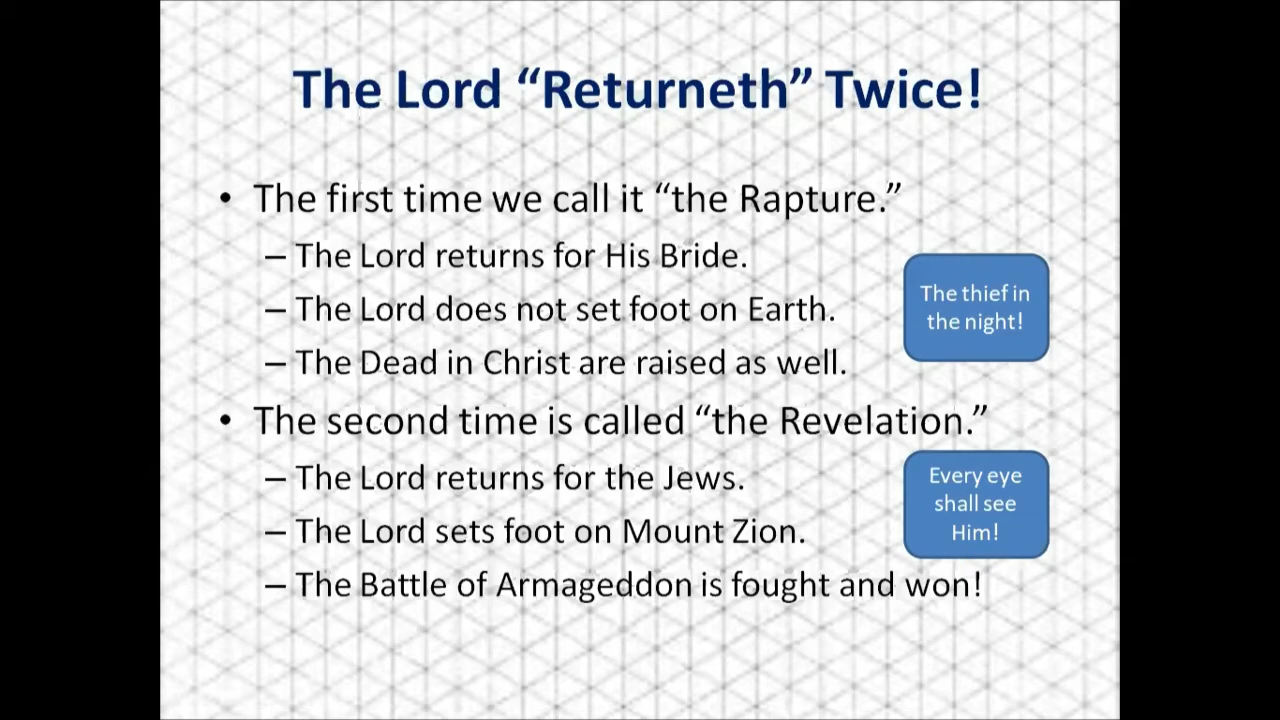 The Lord “Returneth” Twice!
• The first time we call it “the Rapture.”
– The Lord returns for His Bride.
– The Lord does not set foot on Earth.
– The Dead in Christ are raised as well.
The thief in
the night!
• The second time is called “the Revelation.”
– The Lord returns for the Jews.
– The Lord sets foot on Mount Zion.
– The Battle of Armageddon is fought and won!
Every eye
shall see
Him!